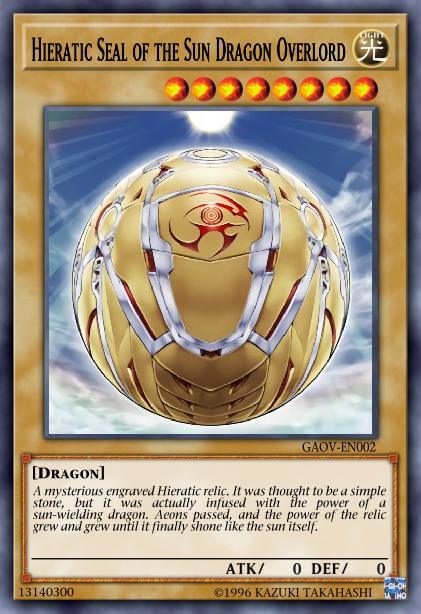 Hieratic Seal of the Sun Dragon Overlord
LIGHT
光
GAOV-EN002
[Dragon]
A mysterious engraved Hieratic relic. It was thought to be a simple
stone, but it was actually infused with the power of a
sun-wielding dragon. Aeons passed, and the power of the relic
grew and grew until it finally shone like the sun itself.
ATK/ 0 DEF/ 0
13140300
©1996 KAZUKI TAKAHASHI